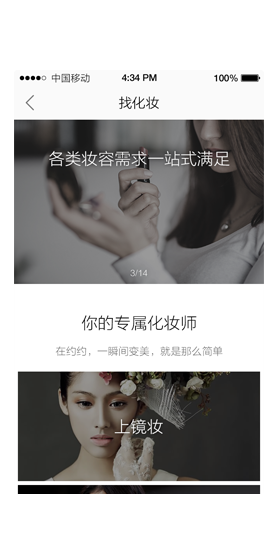 中国移动 4:34 PM 100%
找化妆
各类妆容需求一站式满足
3/14
你的专属化妆师
在约约，一瞬间变美，就是那么简单
上镜妆